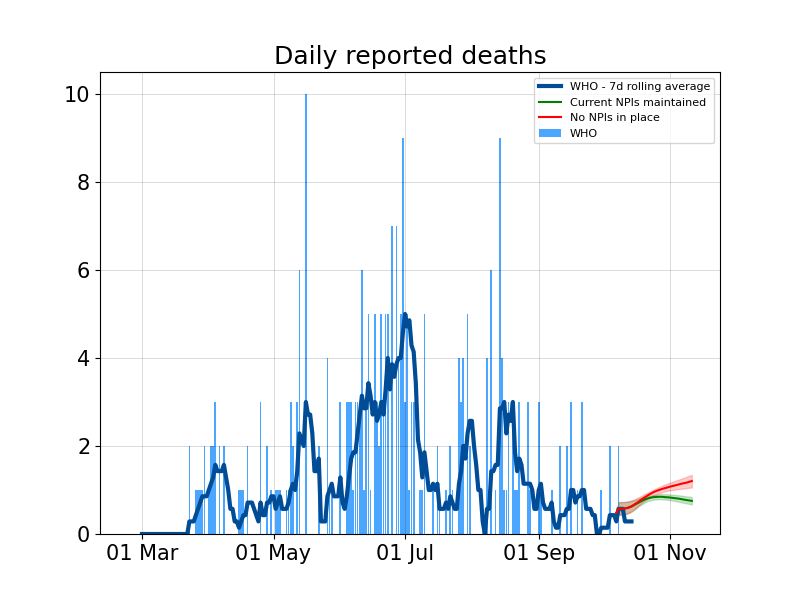 Daily reported deaths
WHO - 7d rolling average
Current NPIs maintained
No NPIs in place
WHO
10
8
6
4
2
0
01 Mar
01 May
01 Jul
01 Sep
01 Nov